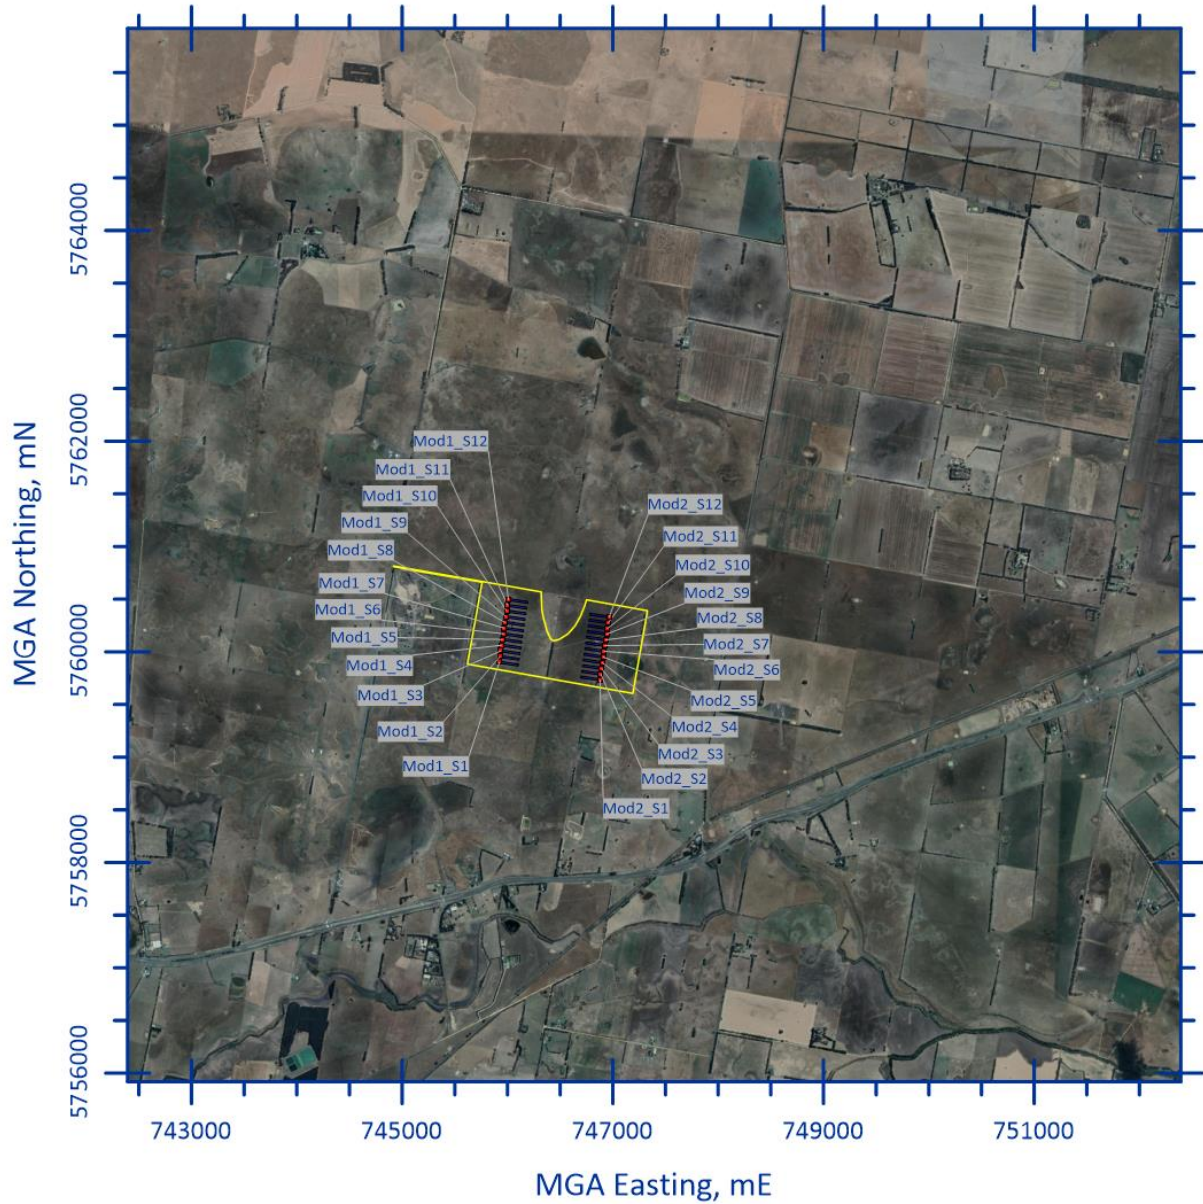 MGA Northing, mN
5764000
5762000
5760000
5758000
5756000
Mod1_S12
Mod1_S11
Mod1_S10
Mod1_S9
Mod1_S8
Mod1_S7
Mod1_S6
Mod1_S5
Mod1_S4
Mod1_S3
Mod1_S2
Mod1_S1
Mod2_S12
Mod2_S11
Mod2_S10
Mod2_S9
Mod2_S8
Mod2_S7
Mod2_S6
Mod2_S5
Mod2_S4
Mod2_S3
Mod2_S2
Mod2_S1
743000
745000
747000
749000
751000
MGA Easting, mE